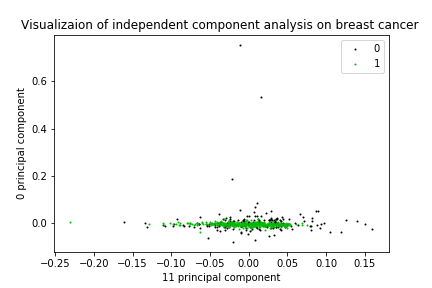 Visualizaion of independent component analysis on breast cancer
0
1
0.6
0.4
0.2
0.0
0 principal component
−0.25 −0.20 −0.15 −0.10 −0.05 0.00 0.05 0.10 0.15
11 principal component